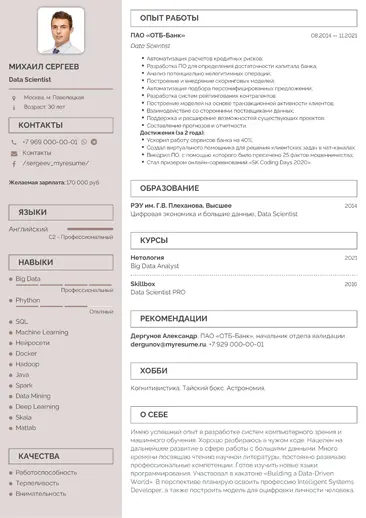 МИХАИЛ СЕРГЕЕВ
Data Scientist
Москва, м. Павелецкая
Возраст: 30 лет
КОНТАКТЫ
+7 969 000-00-01
Контакты
/sergeev_myresume/
Желаемая зарплата: 170 000 руб
ЯЗЫКИ
Английский
C2 - Профессиональный
НАВЫКИ
Big Data
Профессиональный
Phython
Опытный
SQL
Machine Learning
Нейросети
Docker
Hadoop
Java
Spark
Data Mining
Deep Learning
Skala
Matlab
КАЧЕСТВА
Работоспособность
Терпеливость
Внимательность
ОПЫТ РАБОТЫ
ПАО «ОТБ-Банк» 08.2014 — 11.2021
Data Scientist
Автоматизация расчетов кредитных рисков;
Разработка ПО для определения достаточности капитала банка;
Анализ потенциально нелегитимных операций;
Построение и внедрение скоринговых моделей;
Автоматизация подбора персонифицированных предложений;
Разработка систем рейтингования контрагентов
Построение моделей на основе транзакционной активности клиентов;
Взаимодействие со сторонними поставщиками данных;
Поддержка и расширение возможностей существующих проектов;
Составление прогнозов и отчетности.
Достижения (за 2 года):
Ускорил работу оприсков банка на 40%
Создал виртуального помощника для решения клиентских задач в чат-каналах
Внедрил ПО, с помощью которого было пресечено 25 фактов мошенничества;
Стал призером онлайн-соревнования «SK Coding Days 2020».
ОБРАЗОВАНИЕ
РЭУ им. Г.В. Плеханова, Высшее 2014
Цифровая экономика и большие данные, Data Scientist
КУРСЫ
Нетология 2021
Big Data Analyst
Skillbox 2016
Data Scientist PRO
РЕКОМЕНДАЦИИ
Дергунов Александр, ПАО «ОТБ-Банк», начальник отдела валидации
dergunov@myresume.ru, +7 929 000-00-01
ХОББИ
Когнитивистика. Тайский бокс. Астрономия.
О СЕБЕ
Имею успешный опыт в разработке систем компьютерного зрения и
машинного обучения. Хорошо разбираюсь в чужом коде. Нацелен на
дальнейшее развитие в сфере работы с большими данными. Много
времени посвящаю чтению научной литературы, постоянно развиваю
профессиональные компетенции. Готов изучить новые языки
программирования. Участвовал в хакатоне «Building a Data-Driven
World». В перспективе планирую освоить профессию Intelligent Systems
Developer, а также построить модель для оцифровки личности человека.